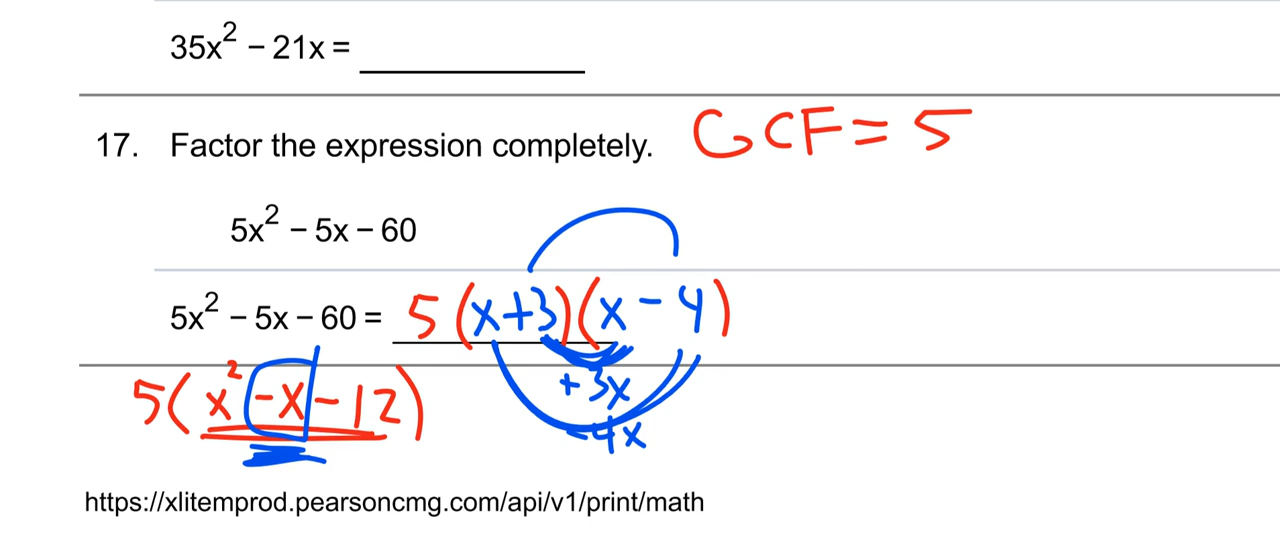 35x² − 21x = ____________
17. Factor the expression completely. GCF = 5
5x² − 5x − 60
5x² − 5x − 60 = 5(x+3)(x−4)
5(x² −x −12)
+3x
−4x
https://xlitemprod.pearsoncmg.com/api/v1/print/math